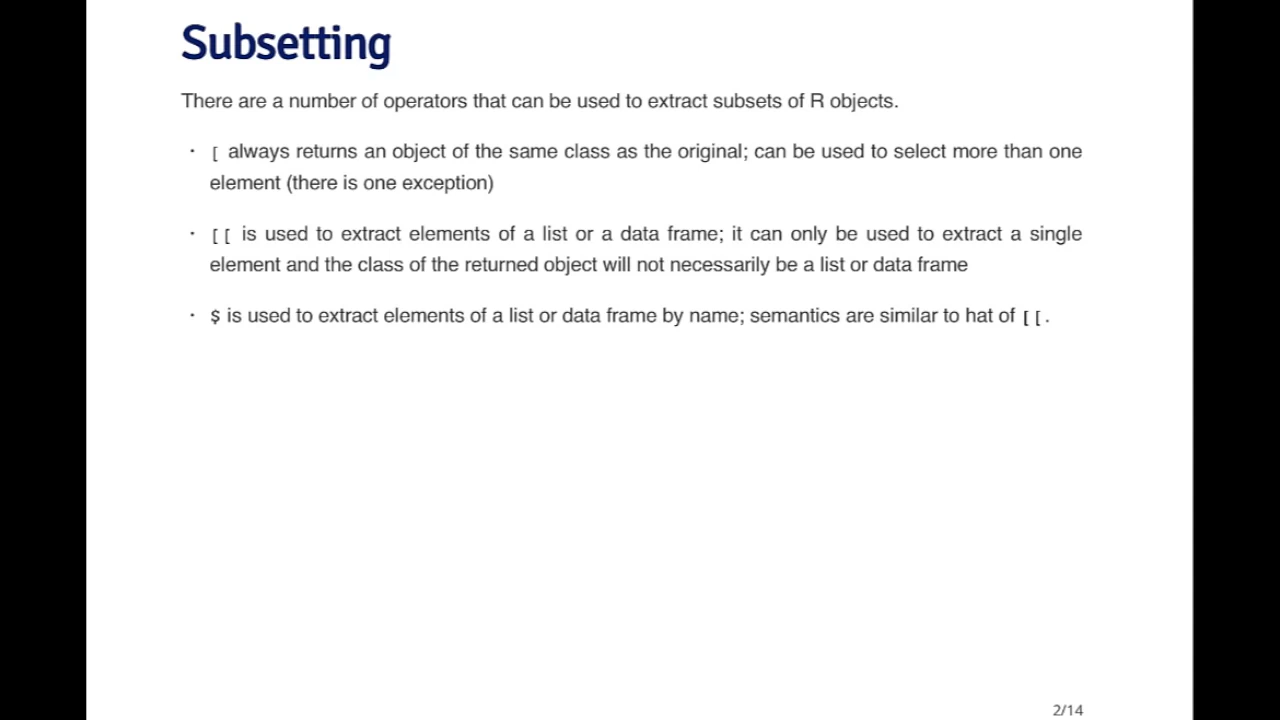 Subsetting
There are a number of operators that can be used to extract subsets of R objects.
· [ always returns an object of the same class as the original; can be used to select more than one
element (there is one exception)
· [[ is used to extract elements of a list or a data frame; it can only be used to extract a single
element and the class of the returned object will not necessarily be a list or data frame
· $ is used to extract elements of a list or data frame by name; semantics are similar to hat of [[.
2/14